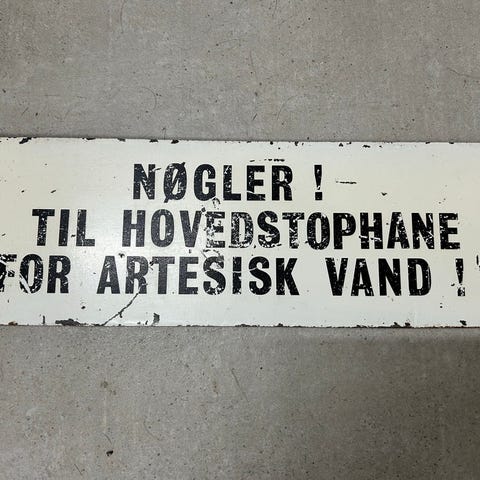 NØGLER !
TIL HOVEDSTOPHANE
FOR ARTESISK VAND !